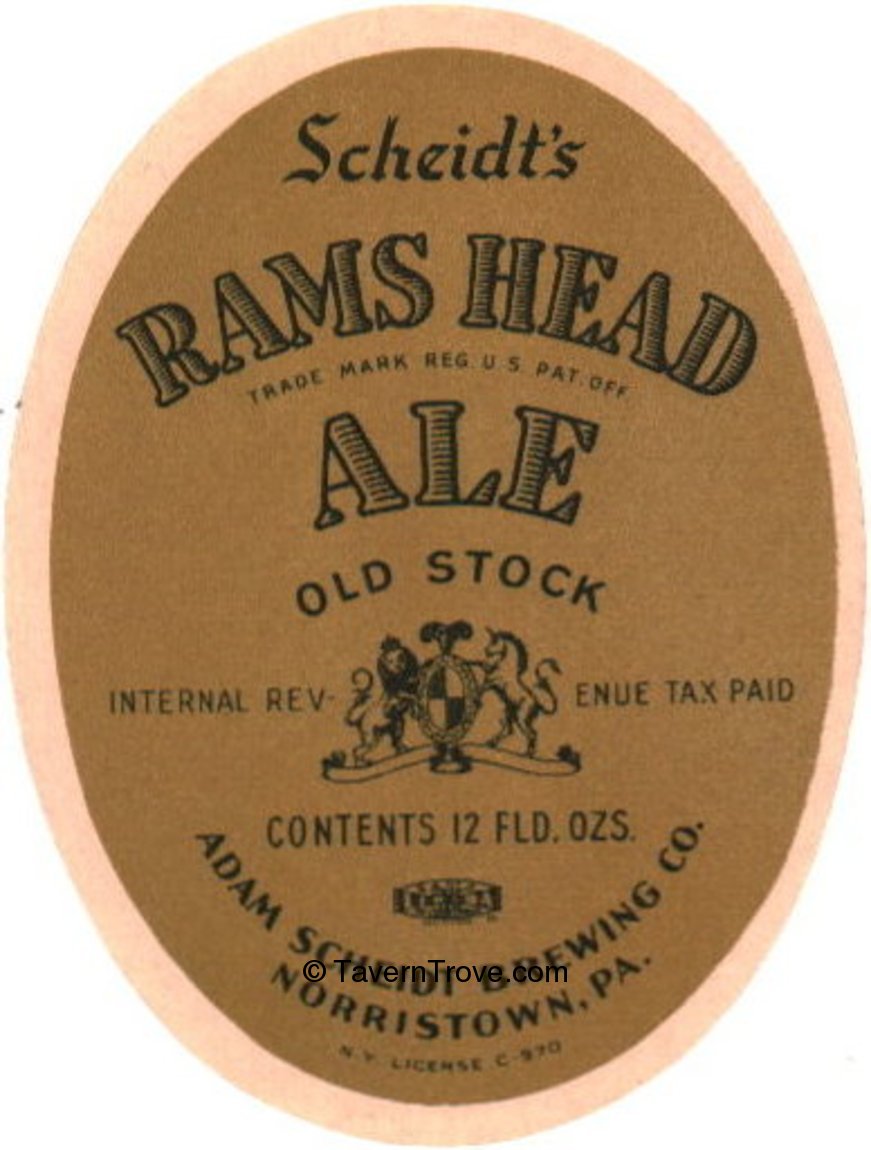 Scheidt's
RAMS HEAD
TRADE MARK REG. U S PAT. OFF
ALE
OLD STOCK
INTERNAL REV- ENUE TAX PAID
CONTENTS 12 FLD. OZS.
ADAM SCHEIDT BREWING CO.
© TavernTrove.com
NORRISTOWN, PA.
N.Y. LICENSE C-970